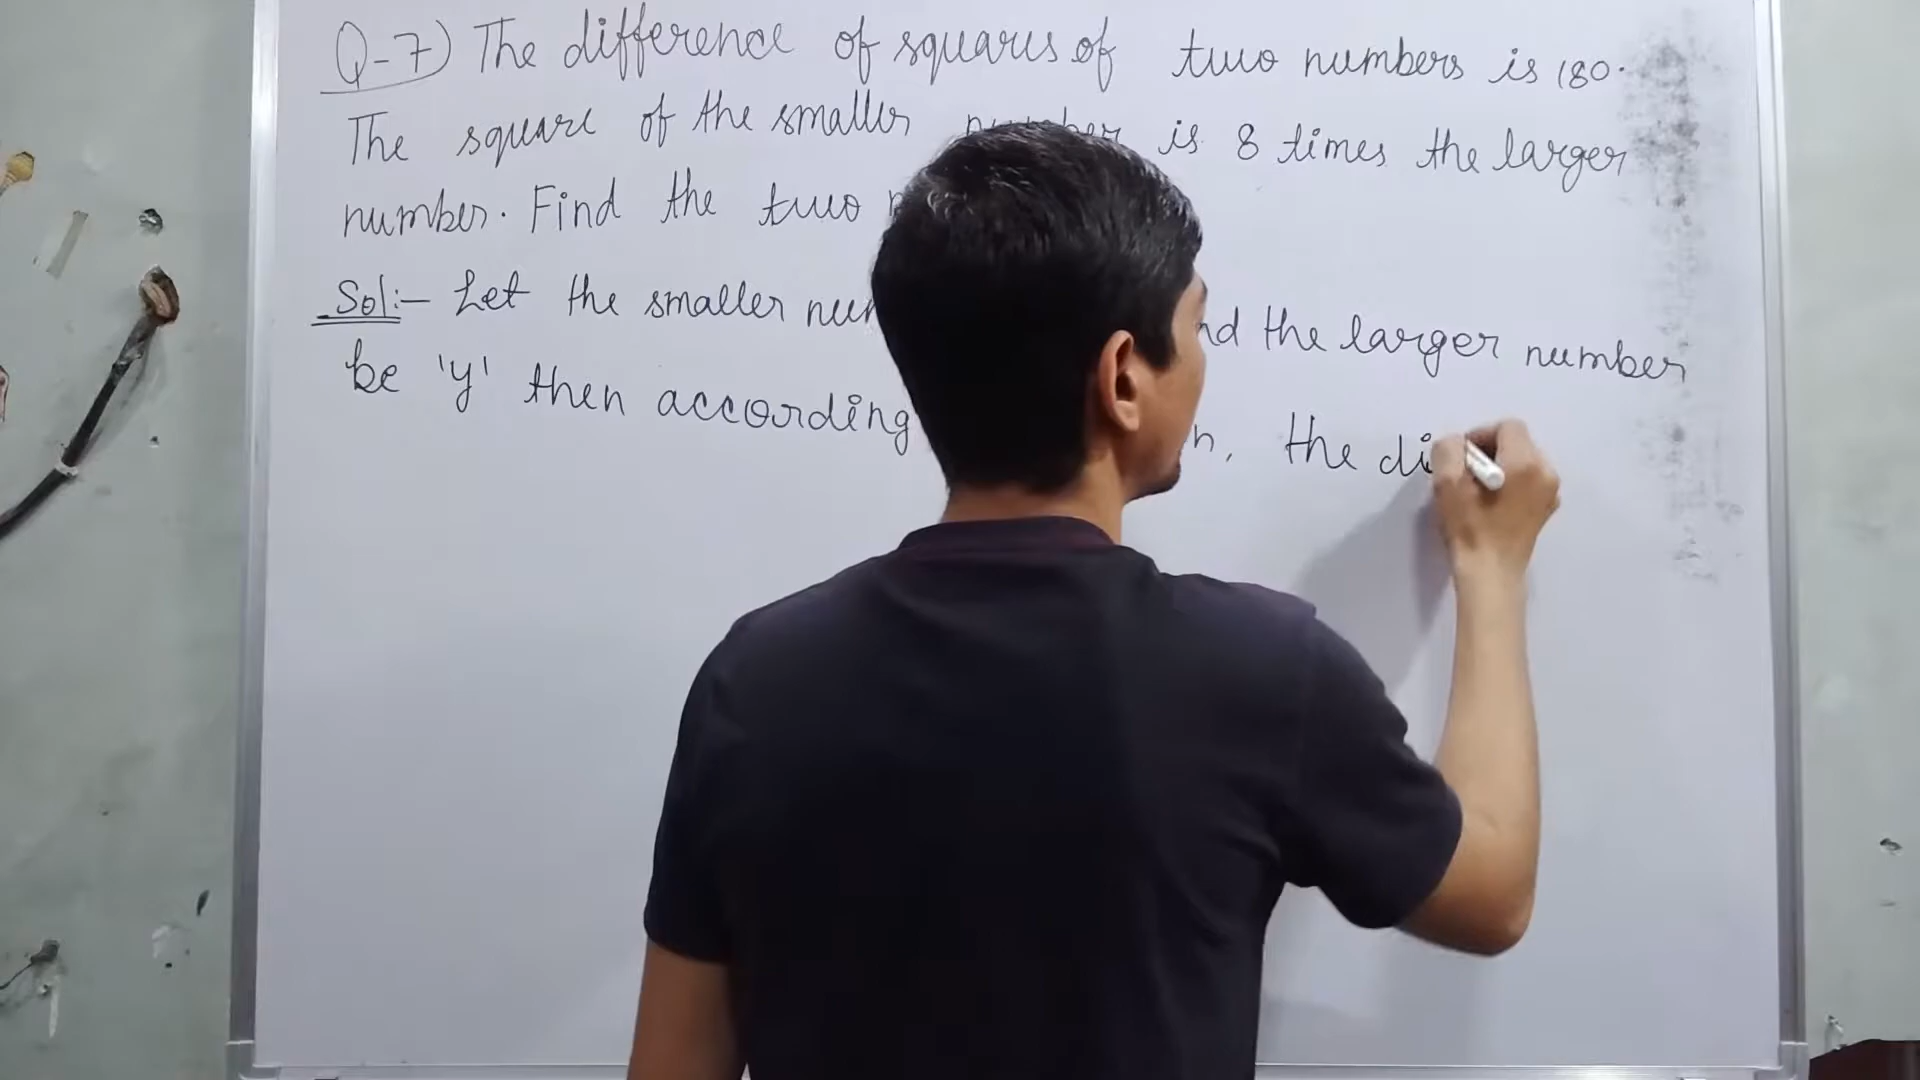 Q-7) The difference of squares of two numbers is 180.
The square of the smaller number is 8 times the larger
number. Find the two
Sol:- Let the smaller the larger number
be 'y' then according the di